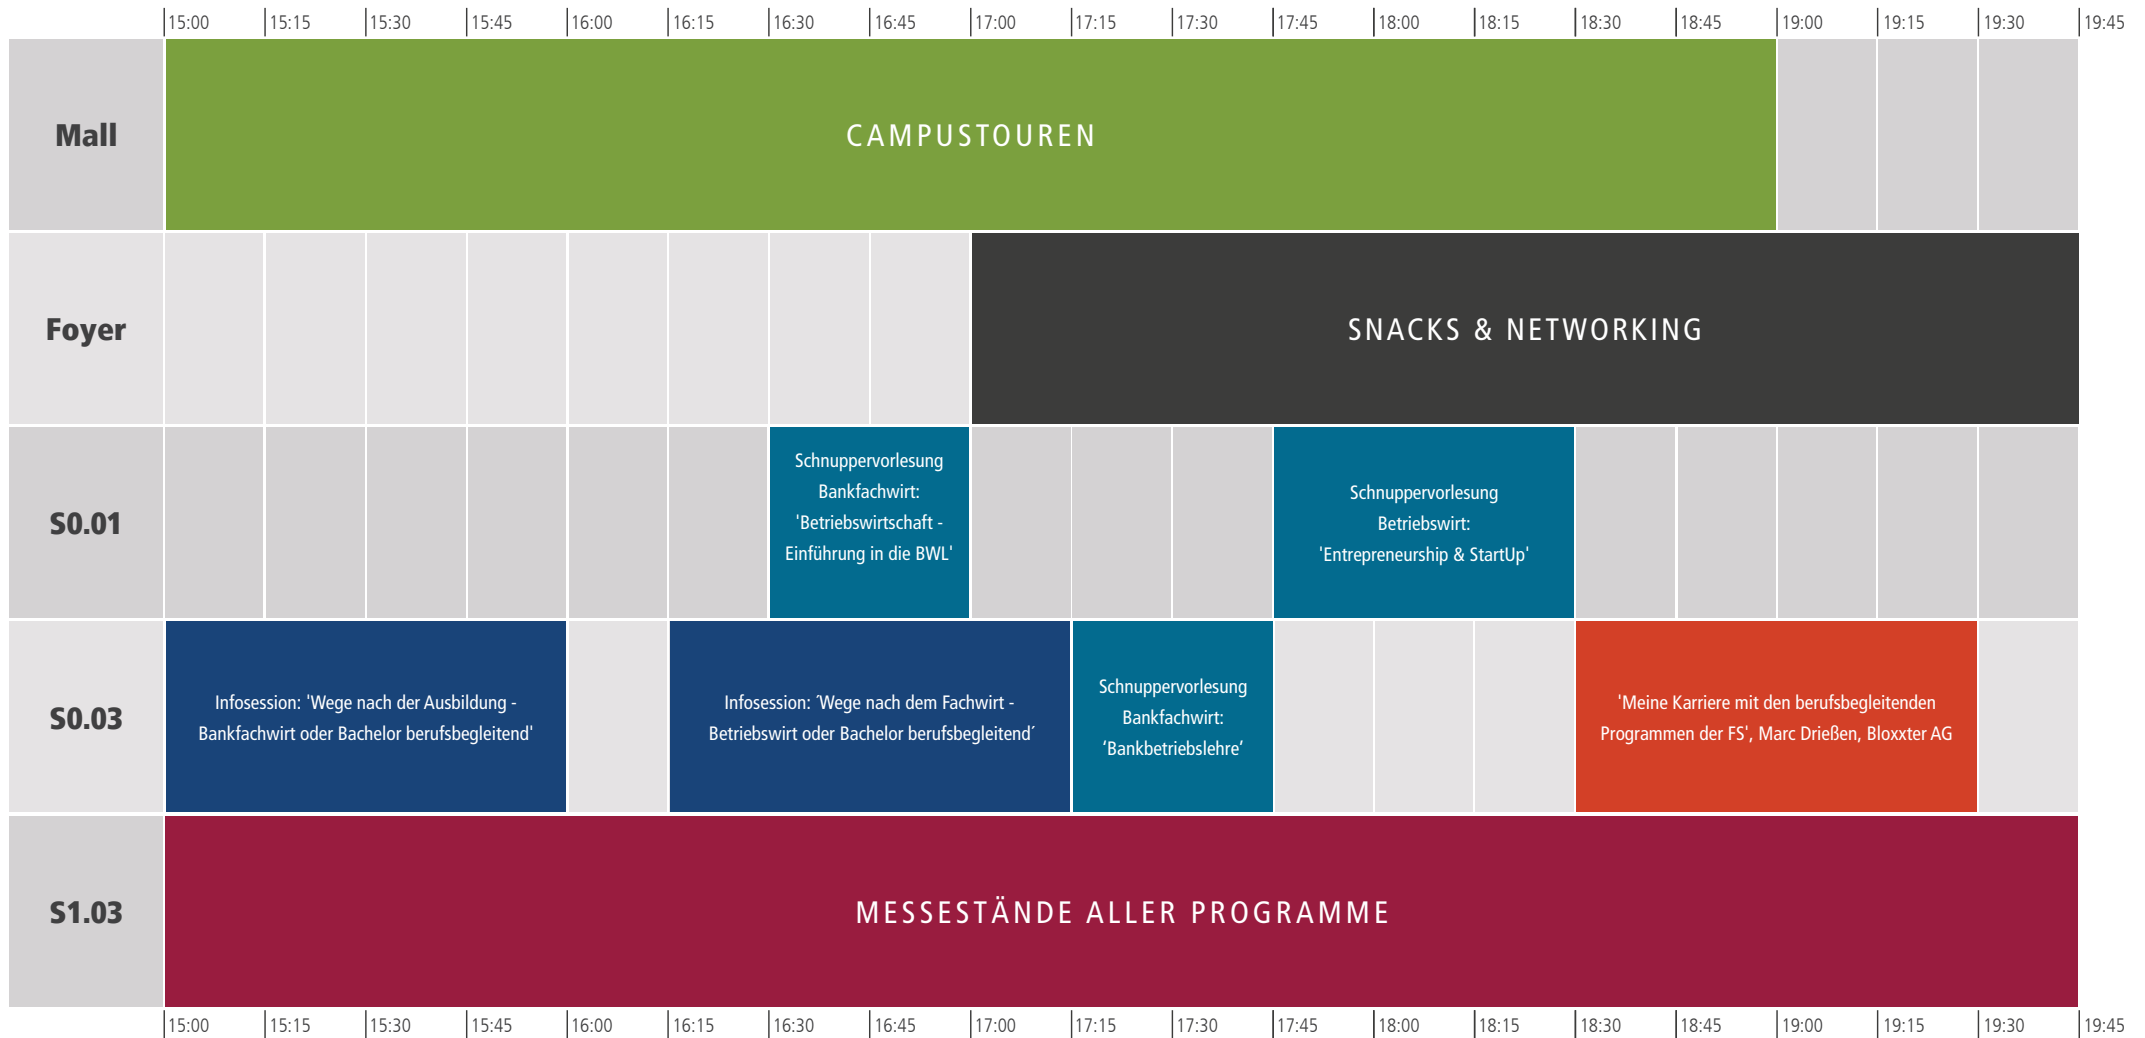 15:00 15:15 15:30 15:45 16:00 16:15 16:30 16:45 17:00 17:15 17:30 17:45 18:00 18:15 18:30 18:45 19:00 19:15 19:30 19:45
Mall
CAMPUSTOUREN
Foyer
SNACKS & NETWORKING
S0.01
Schnuppervorlesung
Bankfachwirt:
'Betriebswirtschaft -
Einführung in die BWL'
Schnuppervorlesung
Betriebswirt:
'Entrepreneurship & StartUp'
S0.03
Infosession: 'Wege nach der Ausbildung -
Bankfachwirt oder Bachelor berufsbegleitend'
Infosession: ´Wege nach dem Fachwirt -
Betriebswirt oder Bachelor berufsbegleitend´
Schnuppervorlesung
Bankfachwirt:
‘Bankbetriebslehre’
'Meine Karriere mit den berufsbegleitenden
Programmen der FS', Marc Drießen, Bloxxter AG
S1.03
MESSESTÄNDE ALLER PROGRAMME
15:00 15:15 15:30 15:45 16:00 16:15 16:30 16:45 17:00 17:15 17:30 17:45 18:00 18:15 18:30 18:45 19:00 19:15 19:30 19:45